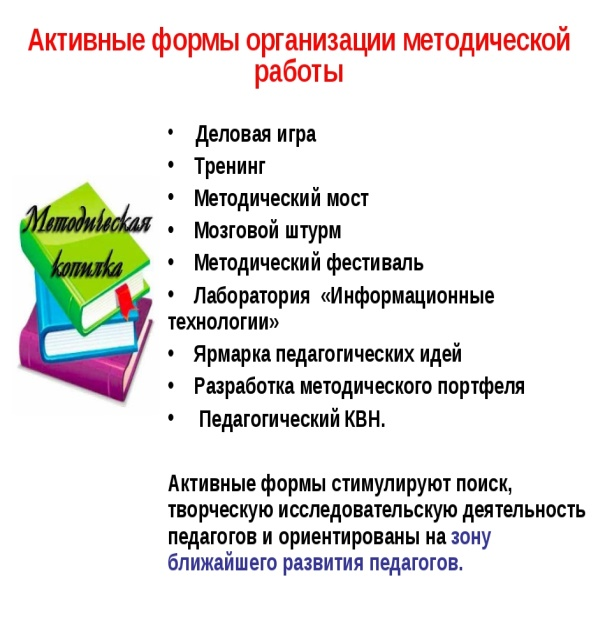 Активные формы организации методической
работы
Методическая
копилка
• Деловая игра
• Тренинг
• Методический мост
• Мозговой штурм
• Методический фестиваль
• Лаборатория «Информационные
технологии»
• Ярмарка педагогических идей
• Разработка методического портфеля
• Педагогический КВН.
Активные формы стимулируют поиск,
творческую исследовательскую деятельность
педагогов и ориентированы на зону
ближайшего развития педагогов.